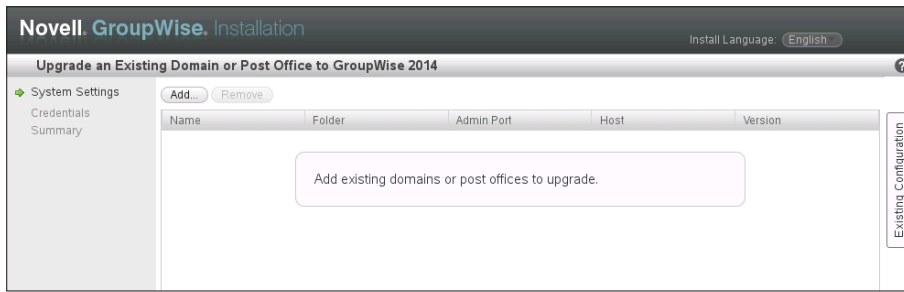 Novell. GroupWise. Installation
Install Language: English
Upgrade an Existing Domain or Post Office to GroupWise 2014
?
System Settings
Credentials
Summary
Add... Remove
Name Folder Admin Port Host Version
Add existing domains or post offices to upgrade.
Existing Configuration